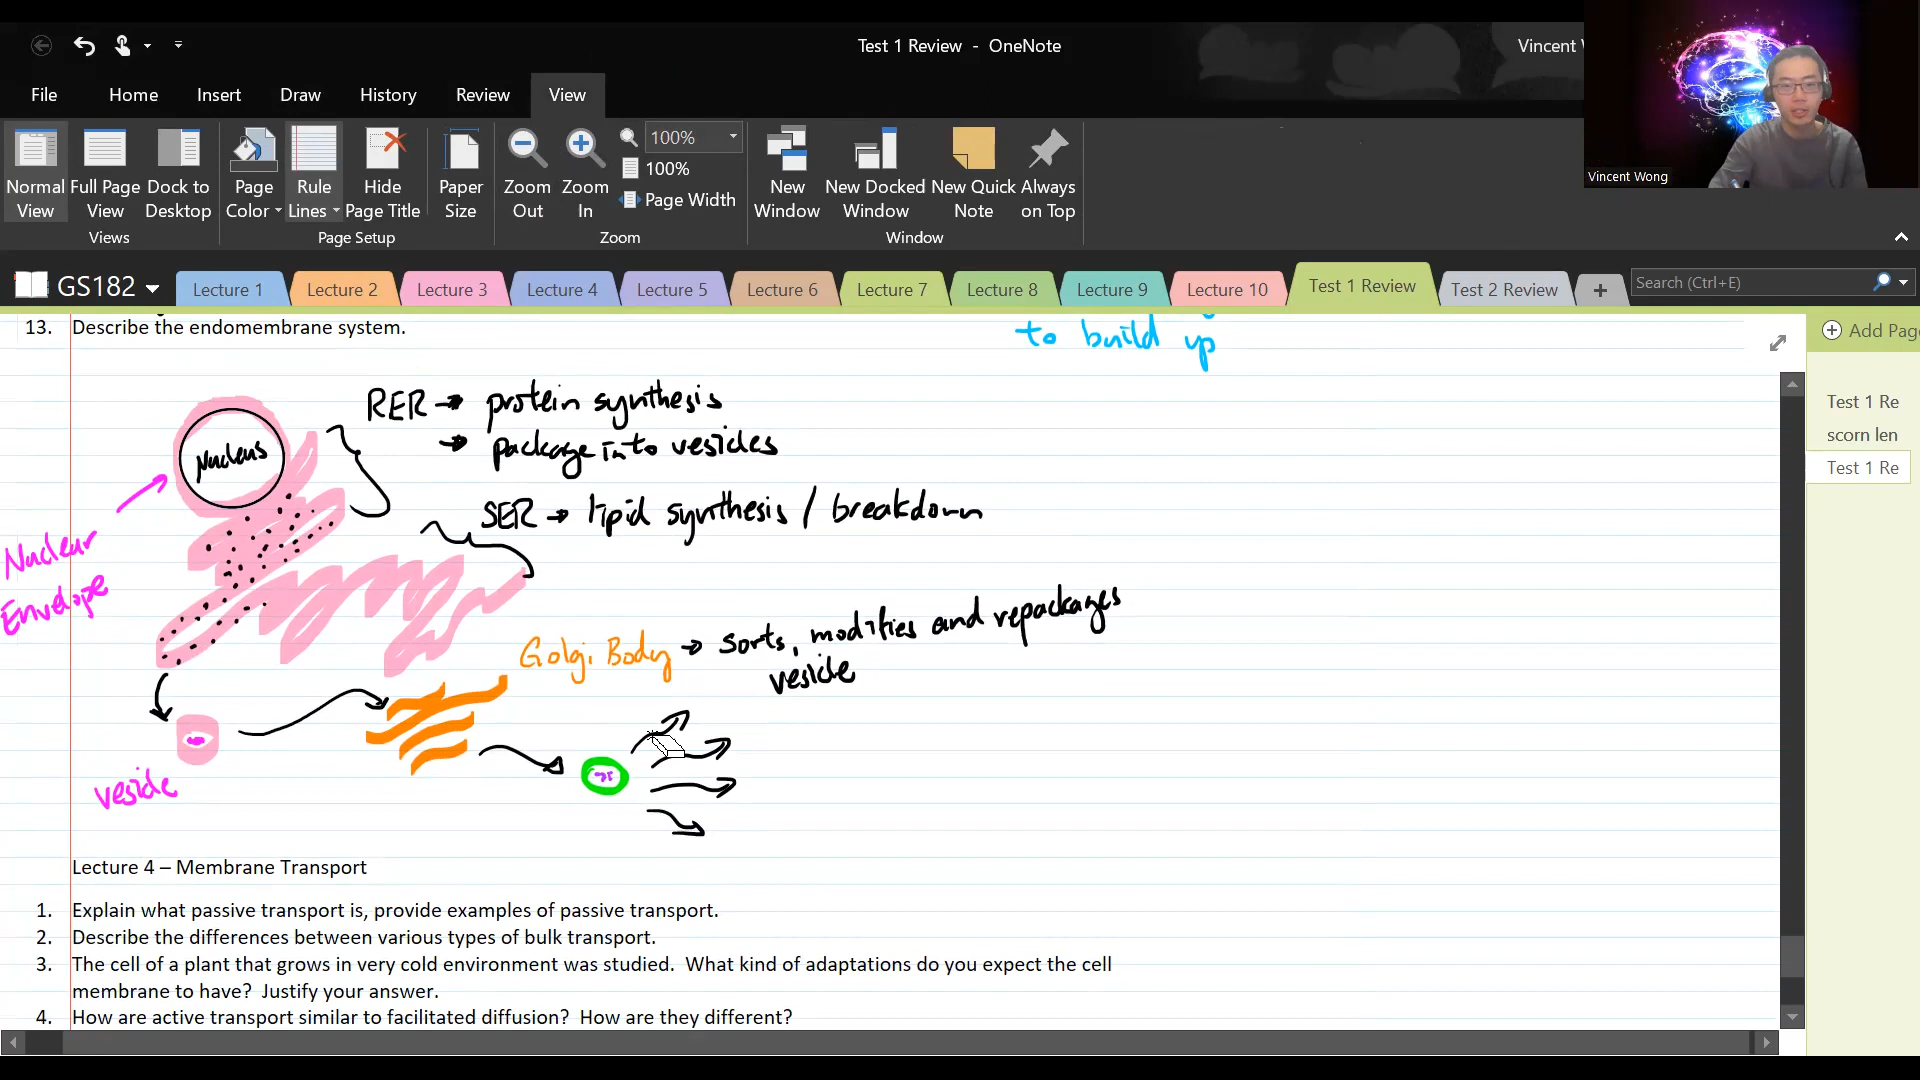 Test 1 Review - OneNote
Vincent W
File Home Insert Draw History Review View
100%
100%
Page Width
Normal View
Full Page View
Dock to Desktop
Page Color
Rule Lines
Hide Page Title
Paper Size
Zoom Out
Zoom In
New Window
New Docked Window
New Quick Note
Always on Top
Views
Page Setup
Zoom
Window
Vincent Wong
GS182
Lecture 1
Lecture 2
Lecture 3
Lecture 4
Lecture 5
Lecture 6
Lecture 7
Lecture 8
Lecture 9
Lecture 10
Test 1 Review
Test 2 Review
Search (Ctrl+E)
Add Pag
Test 1 Re
scorn len
Test 1 Re
13. Describe the endomembrane system.
to build up
RER → protein synthesis
→ package into vesicles
Nucleus
SER → lipid synthesis / breakdown
Nuclear
Envelope
Golgi Body → sorts, modifies and repackages
vesicle
vesicle
Lecture 4 – Membrane Transport
1. Explain what passive transport is, provide examples of passive transport.
2. Describe the differences between various types of bulk transport.
3. The cell of a plant that grows in very cold environment was studied. What kind of adaptations do you expect the cell
membrane to have? Justify your answer.
4. How are active transport similar to facilitated diffusion? How are they different?